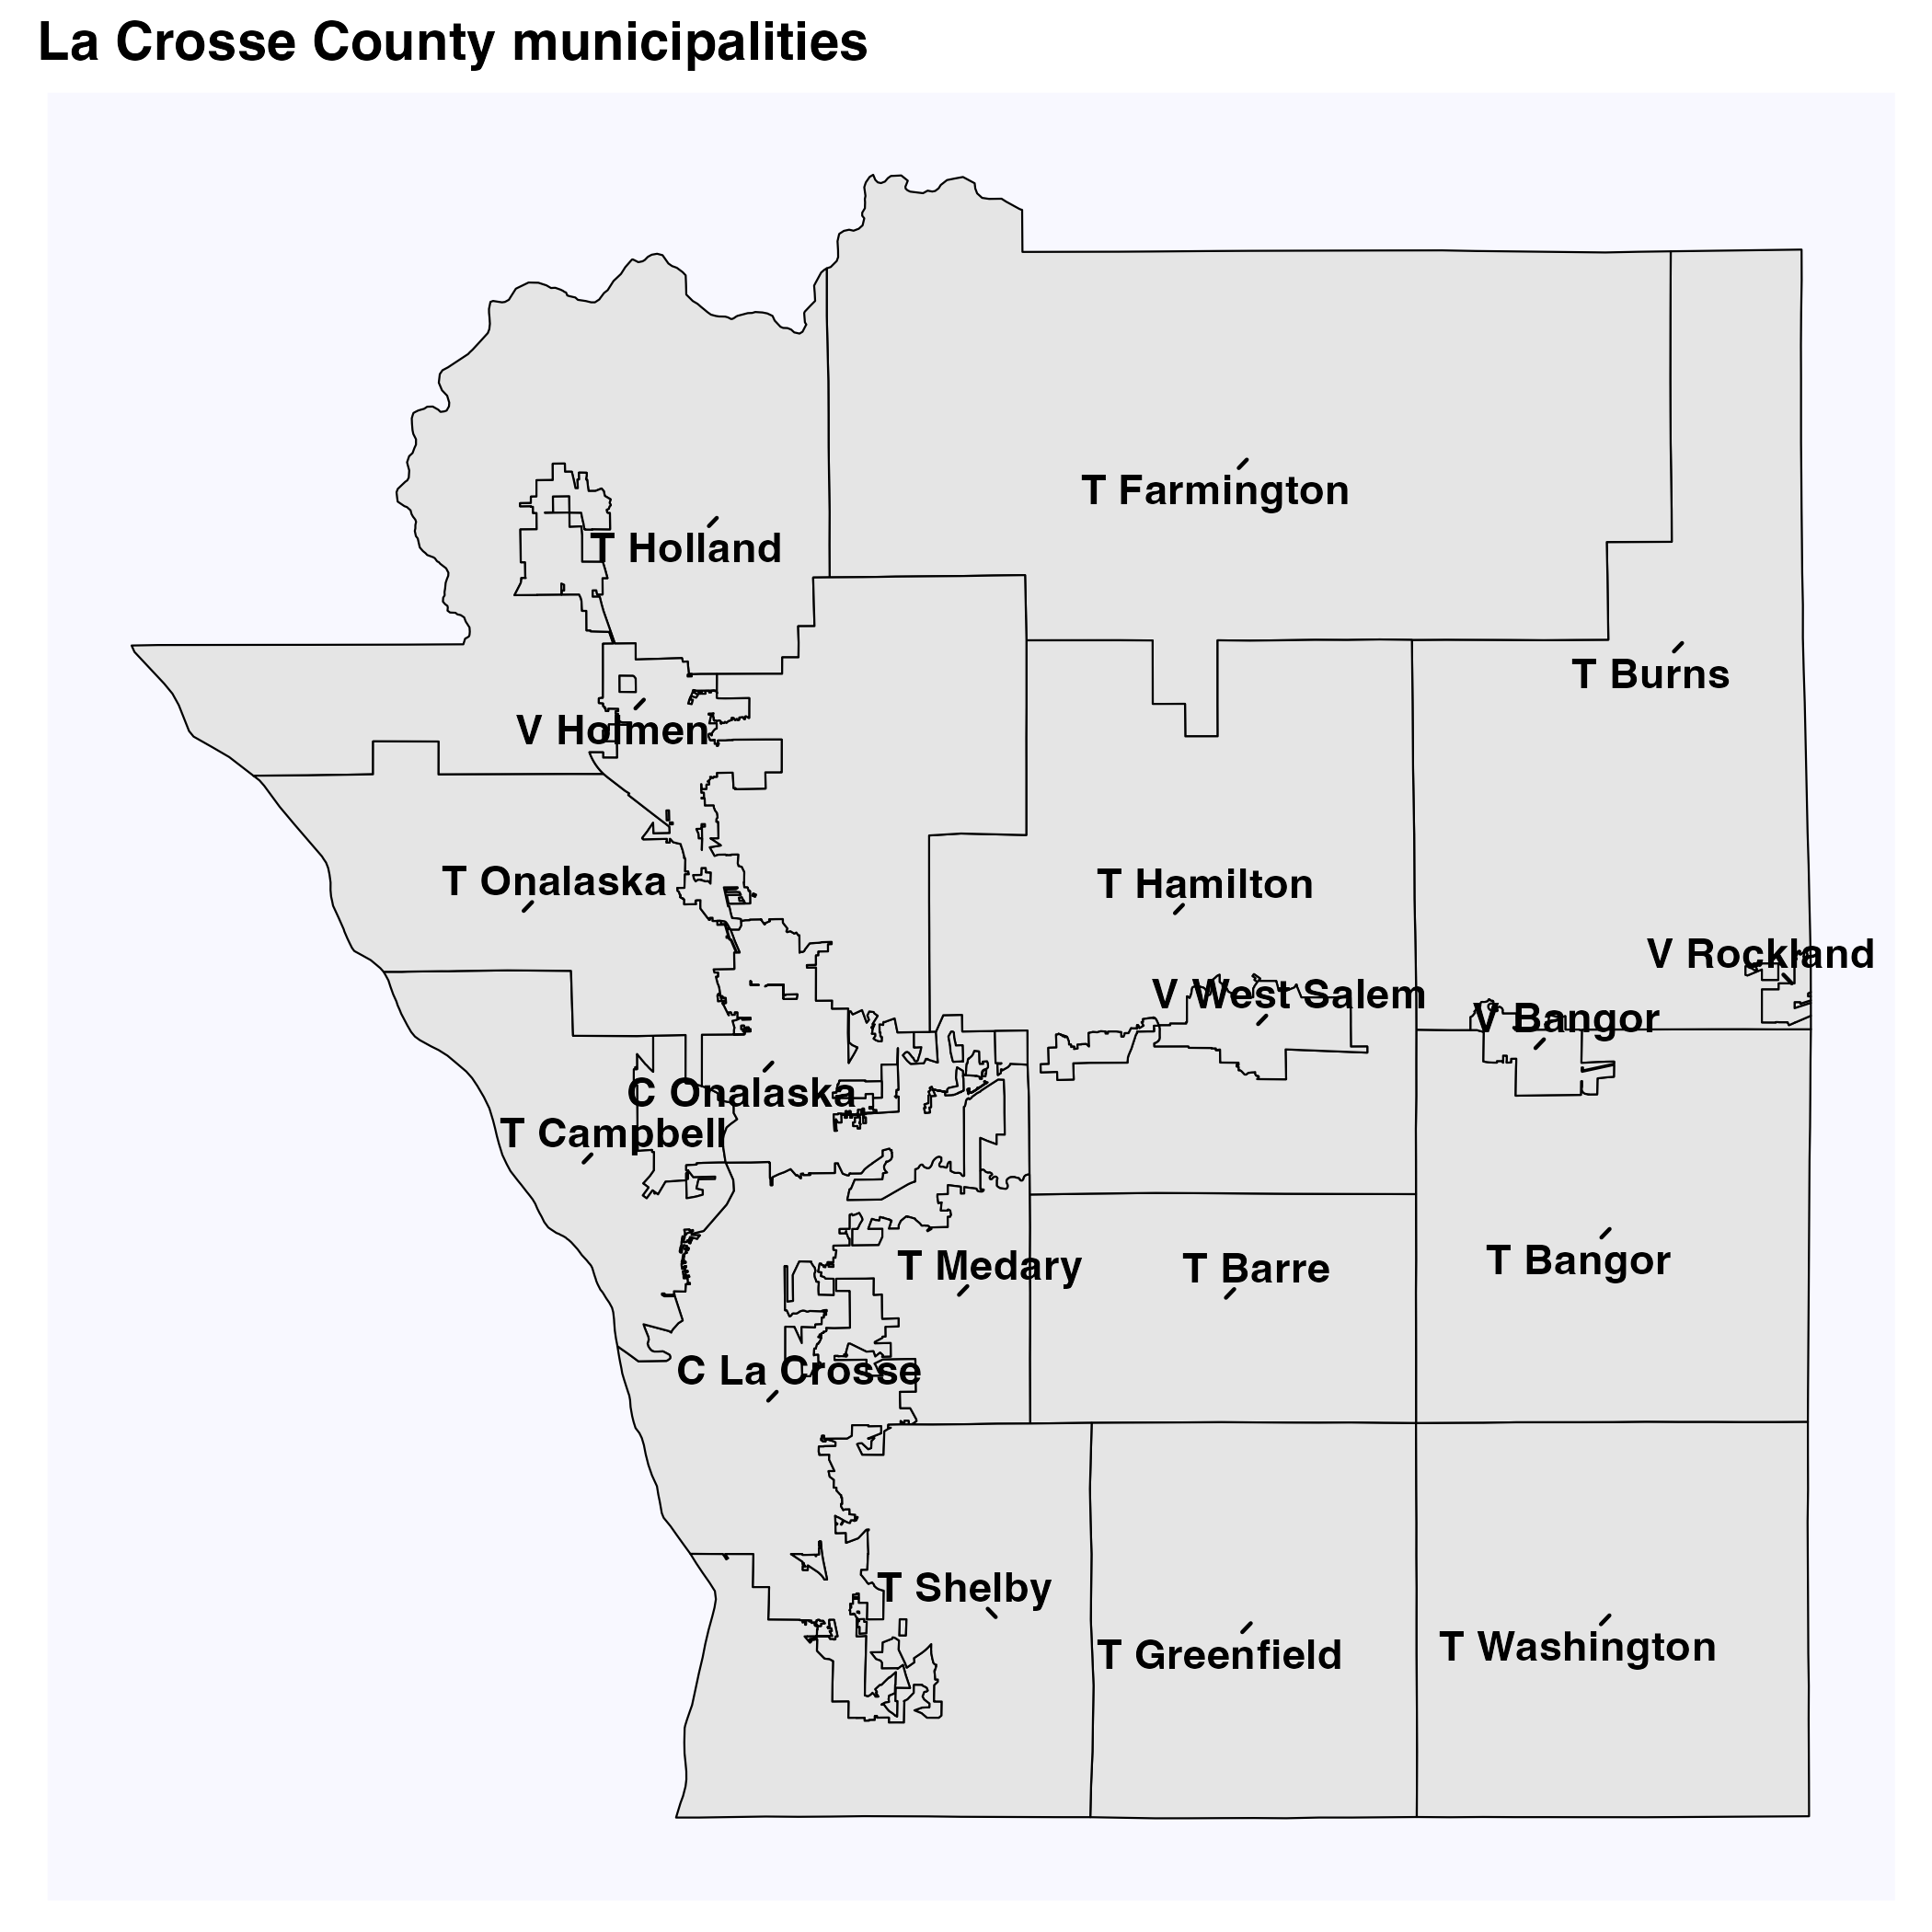 La Crosse County municipalities
T Farmington
T Holland
T Burns
V Holmen
T Onalaska
T Hamilton
V Rockland
V West Salem
V Bangor
C Onalaska
T Campbell
T Medary
T Barre
T Bangor
C La Crosse
T Shelby
T Greenfield
T Washington